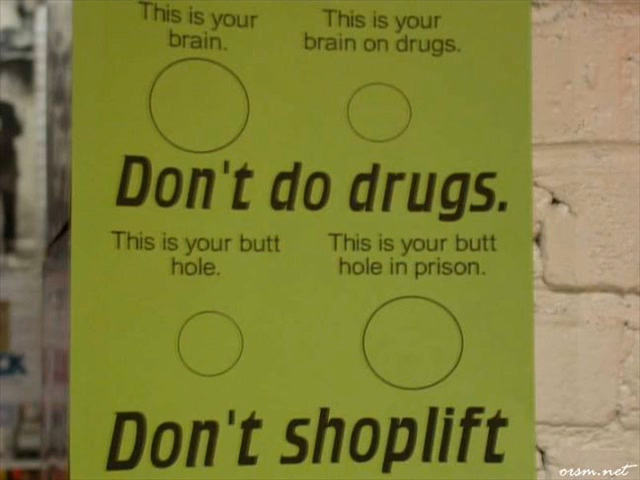 This is your
brain.
This is your
brain on drugs.
Don't do drugs.
This is your butt
hole.
This is your butt
hole in prison.
Don't shoplift
orsm.net